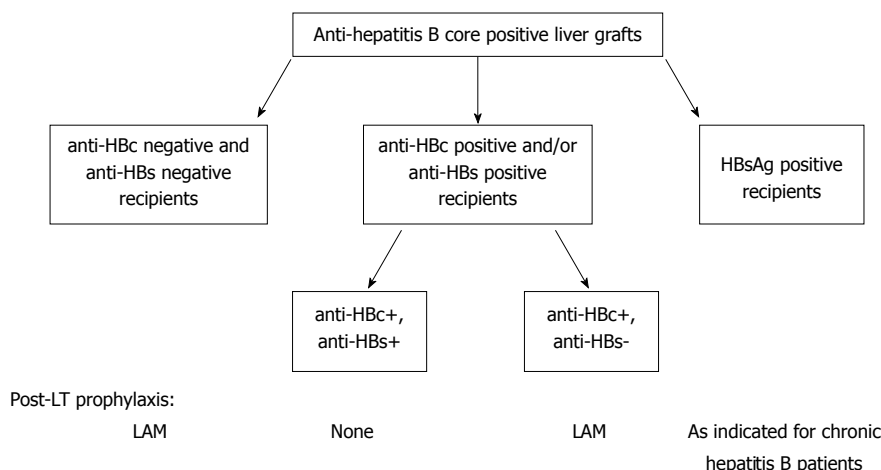 Anti-hepatitis B core positive liver grafts
anti-HBc negative and
anti-HBs negative
recipients
anti-HBc positive and/or
anti-HBs positive
recipients
HBsAg positive
recipients
anti-HBc+,
anti-HBs+
anti-HBc+,
anti-HBs-
Post-LT prophylaxis:
LAM
None
LAM
As indicated for chronic
hepatitis B patients